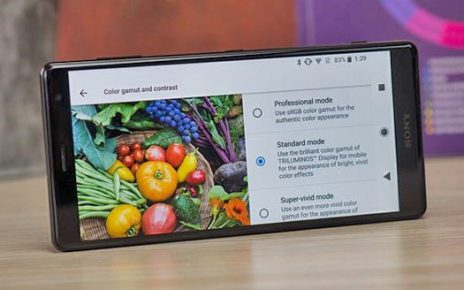 83% 1:39
← Color gamut and contrast
Professional mode
Use sRGB color gamut for the
authentic color appearance
Standard mode
Use the brilliant color gamut of
TRILUMINOS™ Display for mobile
for the appearance of bright, vivid
color effects
Super-vivid mode
Use an even more vivid color
gamut for the appearance of
SONY